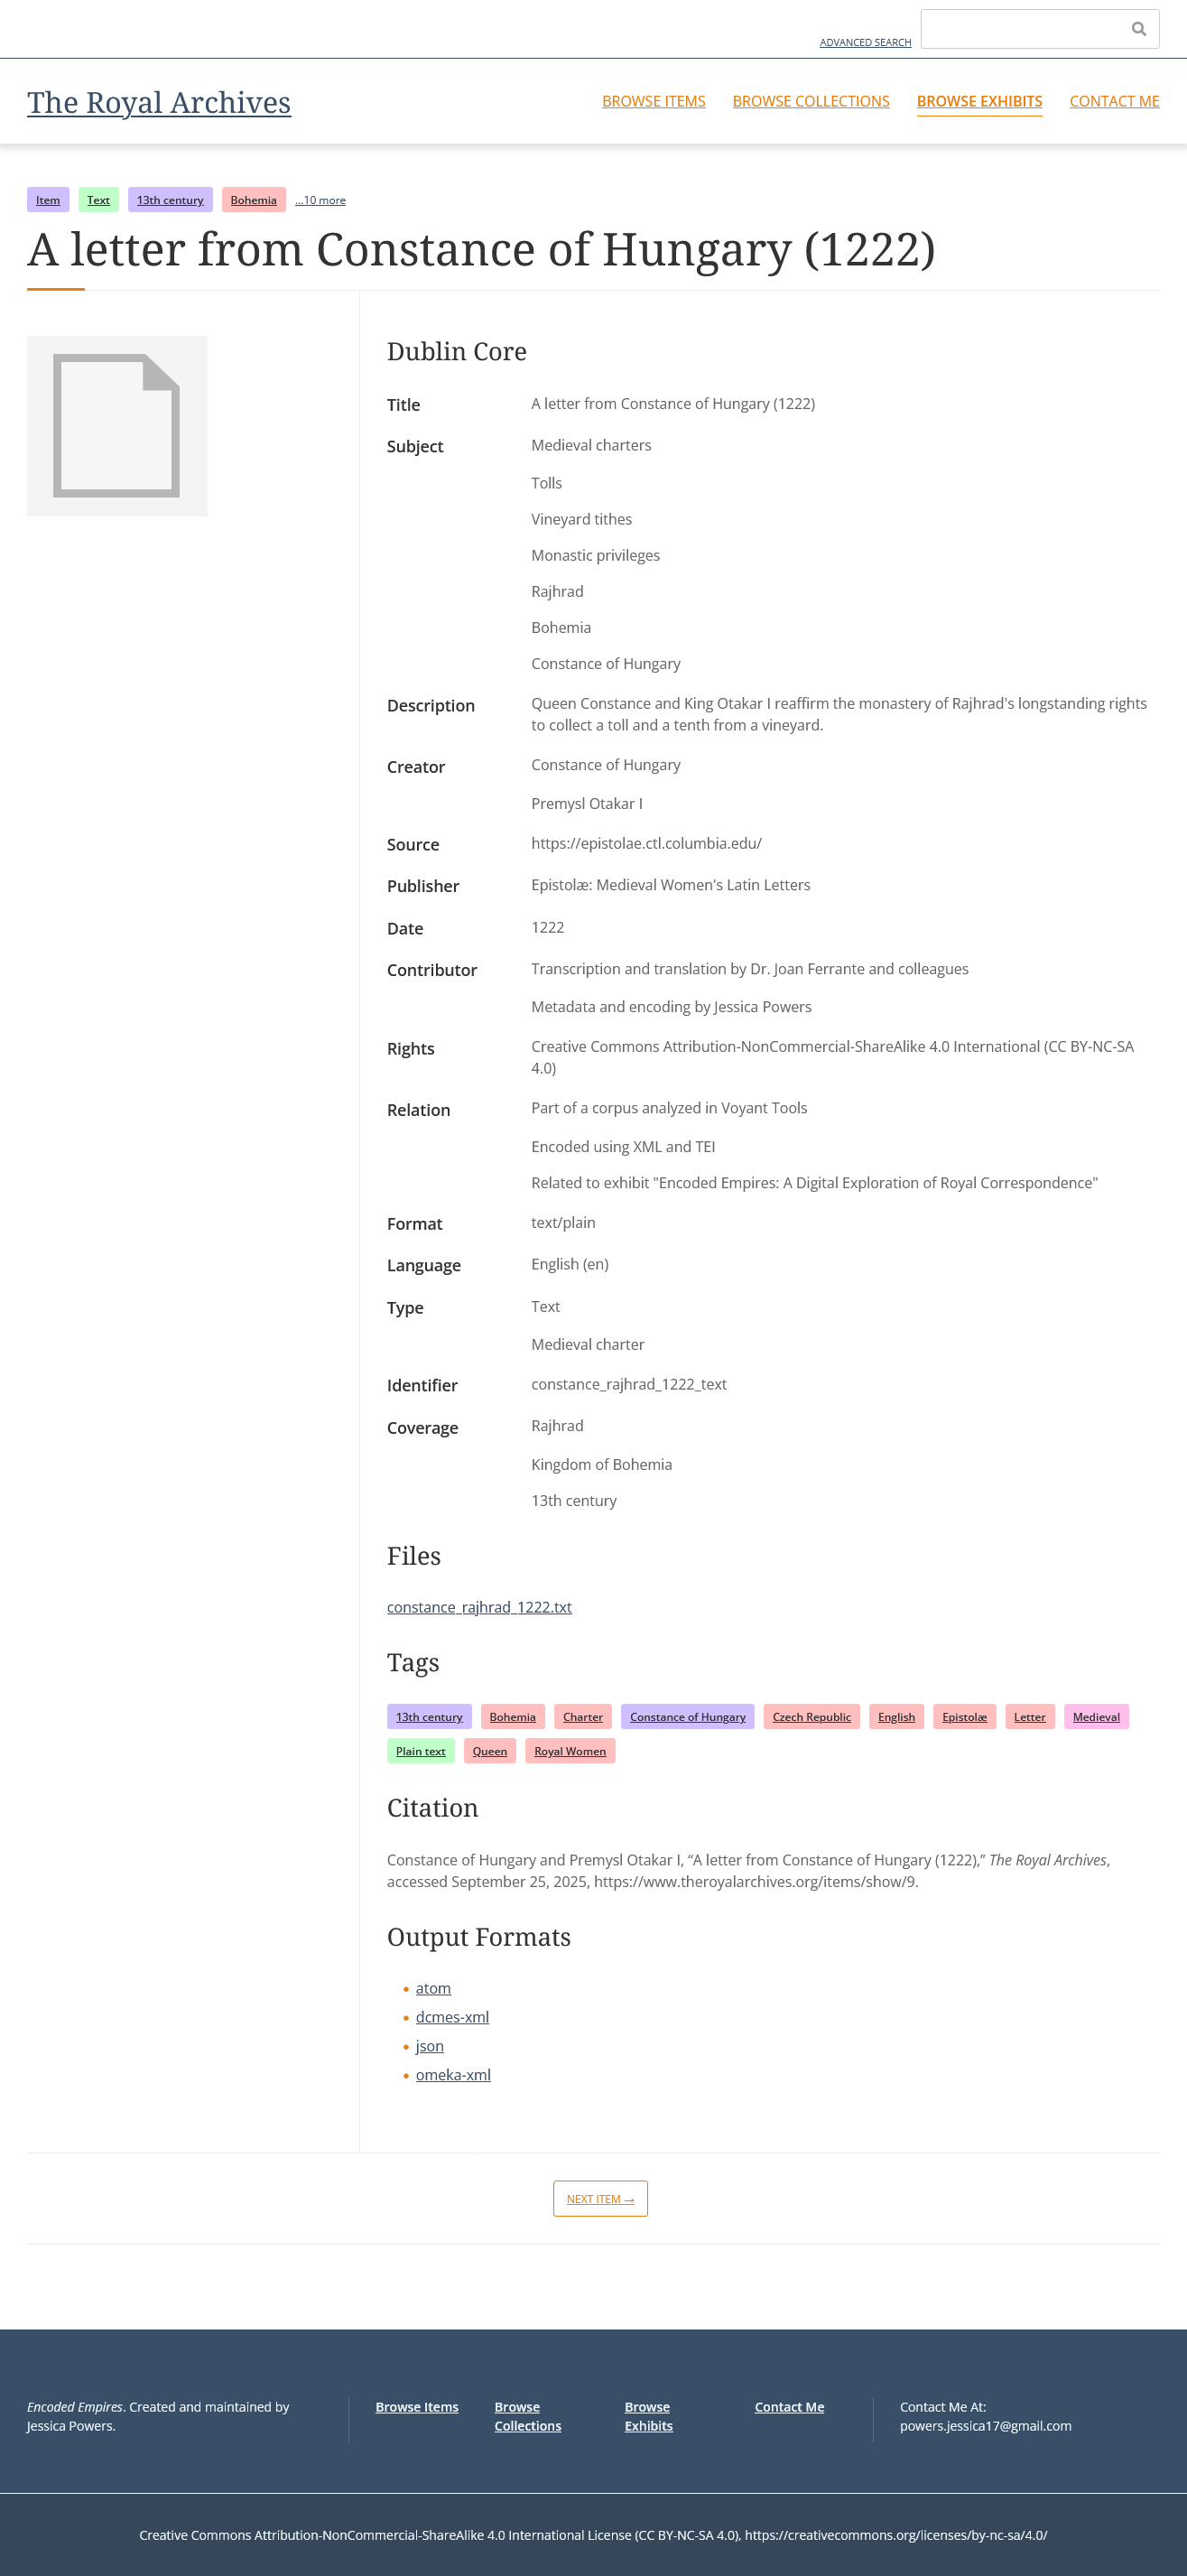 ADVANCED SEARCH
The Royal Archives
BROWSE ITEMS BROWSE COLLECTIONS BROWSE EXHIBITS CONTACT ME
Item Text 13th century Bohemia ...10 more
A letter from Constance of Hungary (1222)
Dublin Core
Title A letter from Constance of Hungary (1222)
Subject Medieval charters
Tolls
Vineyard tithes
Monastic privileges
Rajhrad
Bohemia
Constance of Hungary
Description Queen Constance and King Otakar I reaffirm the monastery of Rajhrad's longstanding rights
to collect a toll and a tenth from a vineyard.
Creator Constance of Hungary
Premysl Otakar I
Source https://epistolae.ctl.columbia.edu/
Publisher Epistolæ: Medieval Women's Latin Letters
Date 1222
Contributor Transcription and translation by Dr. Joan Ferrante and colleagues
Metadata and encoding by Jessica Powers
Rights Creative Commons Attribution-NonCommercial-ShareAlike 4.0 International (CC BY-NC-SA
4.0)
Relation Part of a corpus analyzed in Voyant Tools
Encoded using XML and TEI
Related to exhibit "Encoded Empires: A Digital Exploration of Royal Correspondence"
Format text/plain
Language English (en)
Type Text
Medieval charter
Identifier constance_rajhrad_1222_text
Coverage Rajhrad
Kingdom of Bohemia
13th century
Files
constance_rajhrad_1222.txt
Tags
13th century Bohemia Charter Constance of Hungary Czech Republic English Epistolæ Letter Medieval
Plain text Queen Royal Women
Citation
Constance of Hungary and Premysl Otakar I, “A letter from Constance of Hungary (1222),” The Royal Archives,
accessed September 25, 2025, https://www.theroyalarchives.org/items/show/9.
Output Formats
atom
dcmes-xml
json
omeka-xml
NEXT ITEM →
Encoded Empires. Created and maintained by
Jessica Powers.
Browse Items
Browse
Collections
Browse
Exhibits
Contact Me
Contact Me At:
powers.jessica17@gmail.com
Creative Commons Attribution-NonCommercial-ShareAlike 4.0 International License (CC BY-NC-SA 4.0), https://creativecommons.org/licenses/by-nc-sa/4.0/